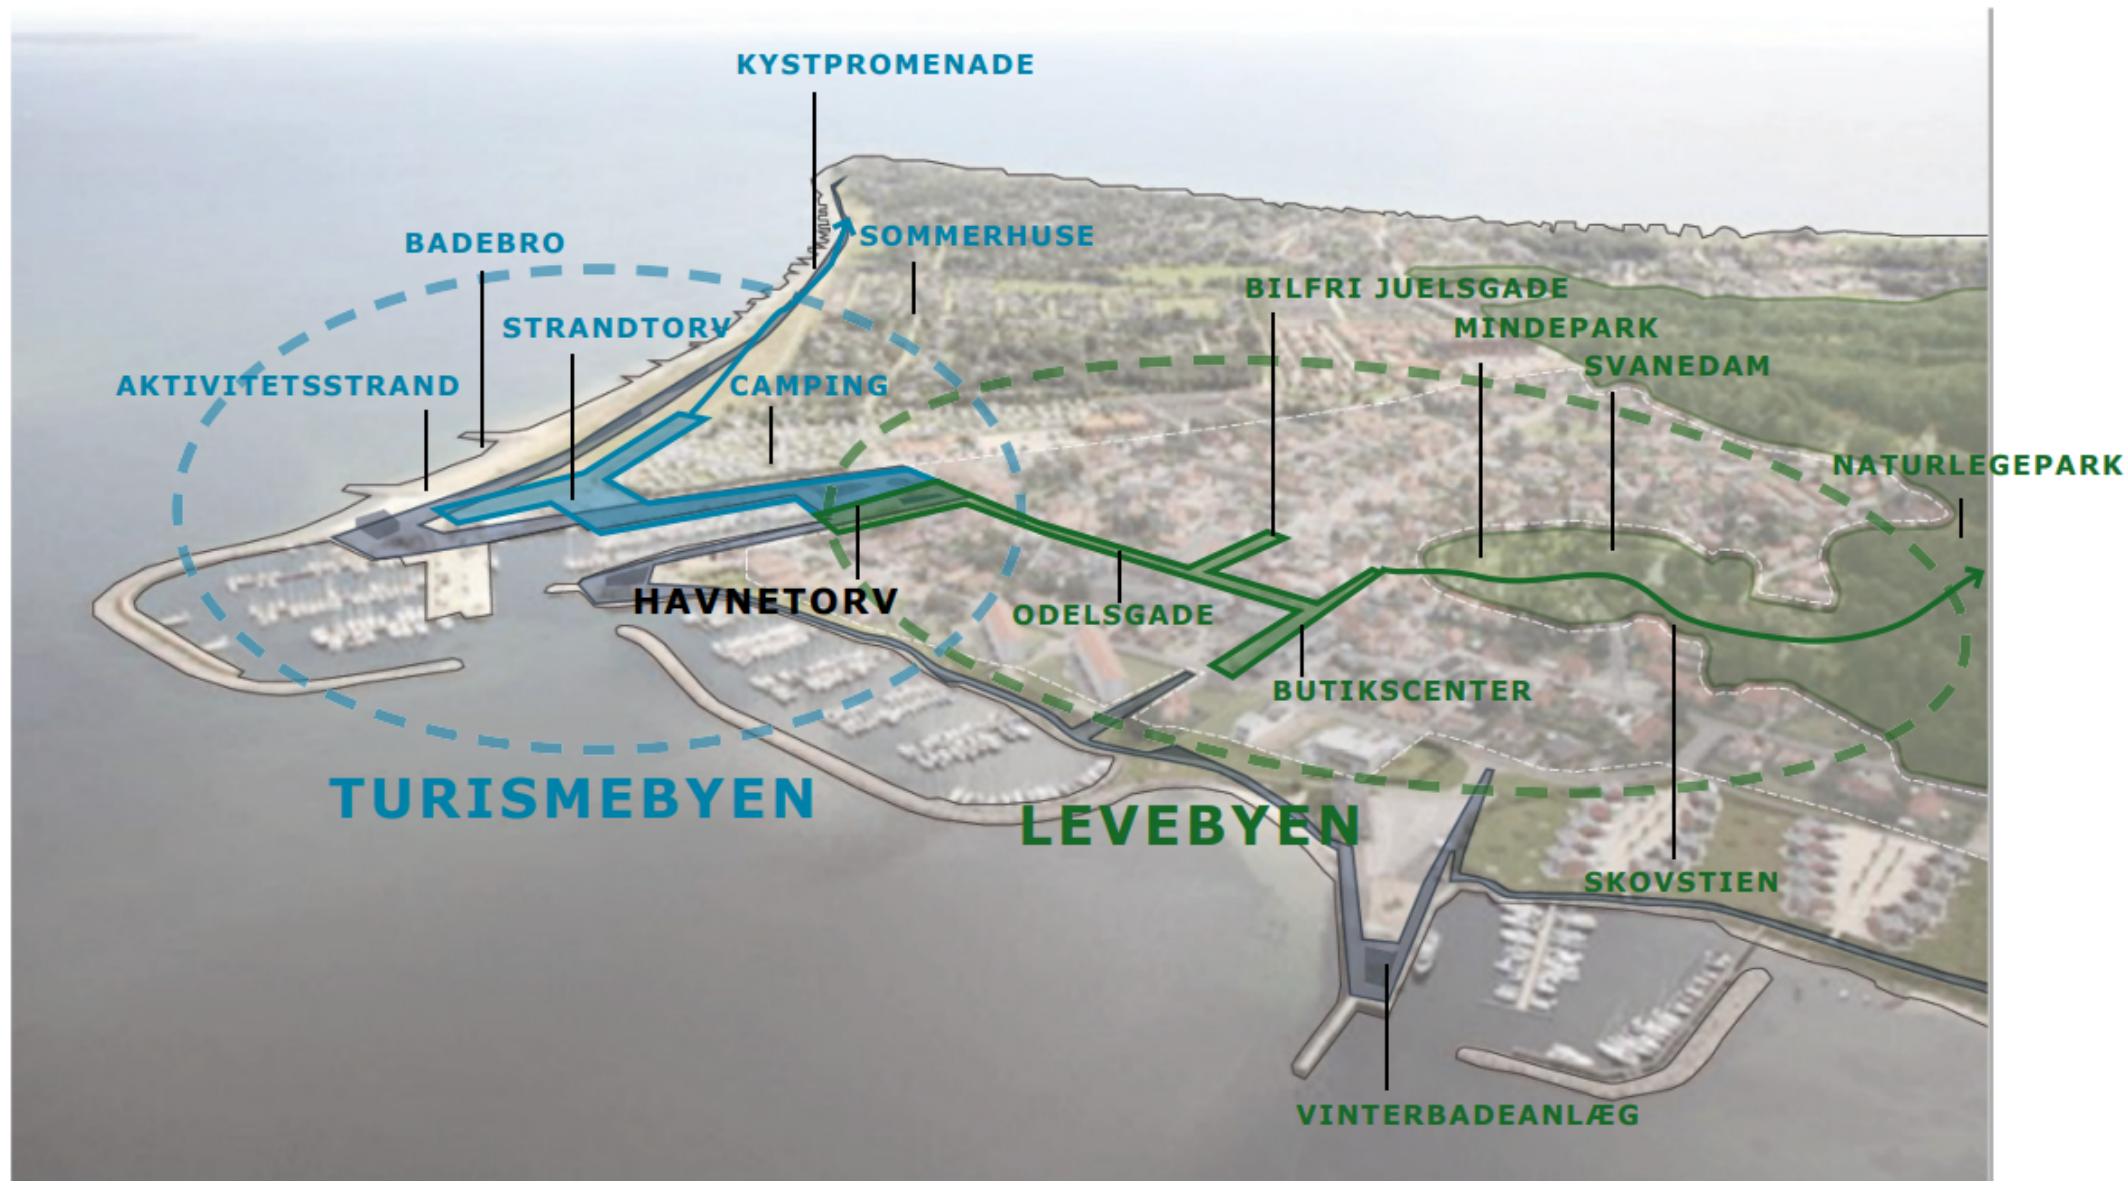 KYSTPROMENADE
BADEBRO
SOMMERHUSE
BILFRI JUELSGADE
STRANDTORV
MINDEPARK
SVANEDAM
AKTIVITETSSTRAND
CAMPING
NATURLEGEPARK
HAVNETORV
ODELSGADE
BUTIKSCENTER
TURISMEBYEN
LEVEBYEN
SKOVSTIEN
VINTERBADEANLÆG